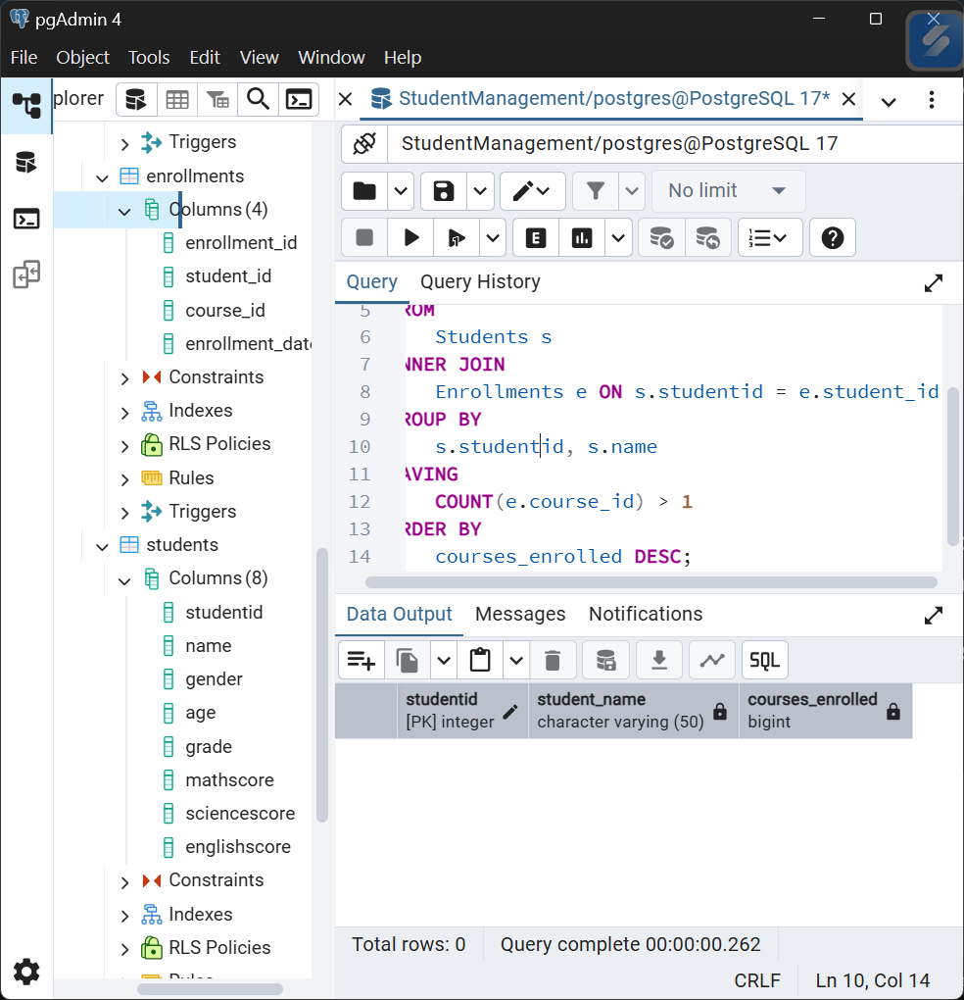 pgAdmin 4
File Object Tools Edit View Window Help
plorer
StudentManagement/postgres@PostgreSQL 17*
StudentManagement/postgres@PostgreSQL 17
No limit
Query Query History
Triggers
enrollments
Columns (4)
enrollment_id
student_id
course_id
enrollment_date
Constraints
Indexes
RLS Policies
Rules
Triggers
students
Columns (8)
studentid
name
gender
age
grade
mathscore
sciencescore
englishscore
Constraints
Indexes
RLS Policies
Rules
5 ROM
6 Students s
7 NNER JOIN
8 Enrollments e ON s.studentid = e.student_id
9 ROUP BY
10 s.studentid, s.name
11 AVING
12 COUNT(e.course_id) > 1
13 RDER BY
14 courses_enrolled DESC;
Data Output Messages Notifications
SQL
studentid
[PK] integer
student_name
character varying (50)
courses_enrolled
bigint
Total rows: 0
Query complete 00:00:00.262
CRLF
Ln 10, Col 14